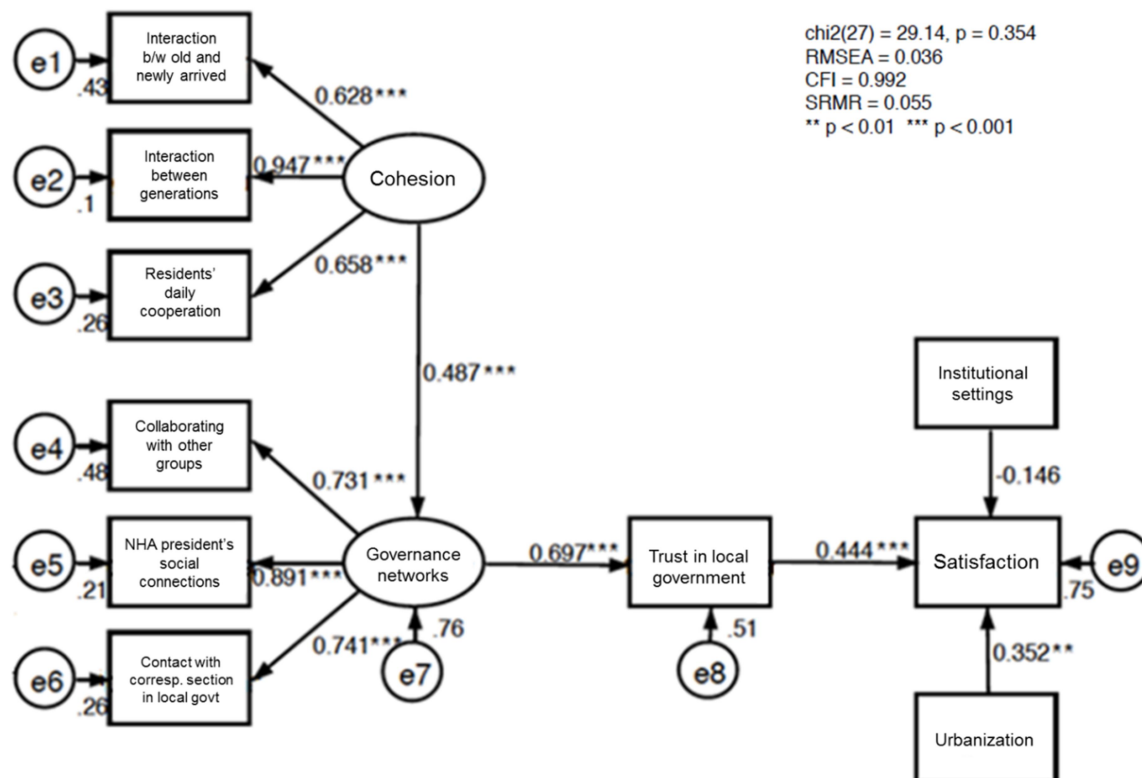 chi2(27) = 29.14, p = 0.354
RMSEA = 0.036
CFI = 0.992
SRMR = 0.055
** p < 0.01 *** p < 0.001
e1
.43
Interaction
b/w old and
newly arrived
0.628***
e2
.1
Interaction
between
generations
0.947***
Cohesion
e3
.26
Residents'
daily
cooperation
0.658***
0.487***
Institutional
settings
-0.146
e4
.48
Collaborating
with other
groups
0.731***
e5
.21
NHA president's
social
connections
0.891***
Governance
networks
0.697***
Trust in local
government
0.444***
Satisfaction
e9
.75
e6
.26
Contact with
corresp. section
in local govt
0.741***
.76
e7
.51
e8
0.352**
Urbanization